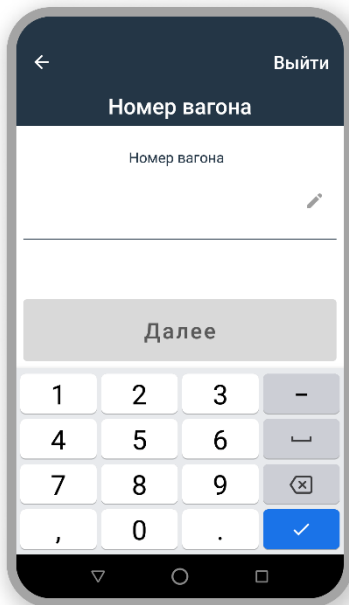 Выйти
Номер вагона
Номер вагона
Далее
1 2 3 -
4 5 6
7 8 9
, 0 .